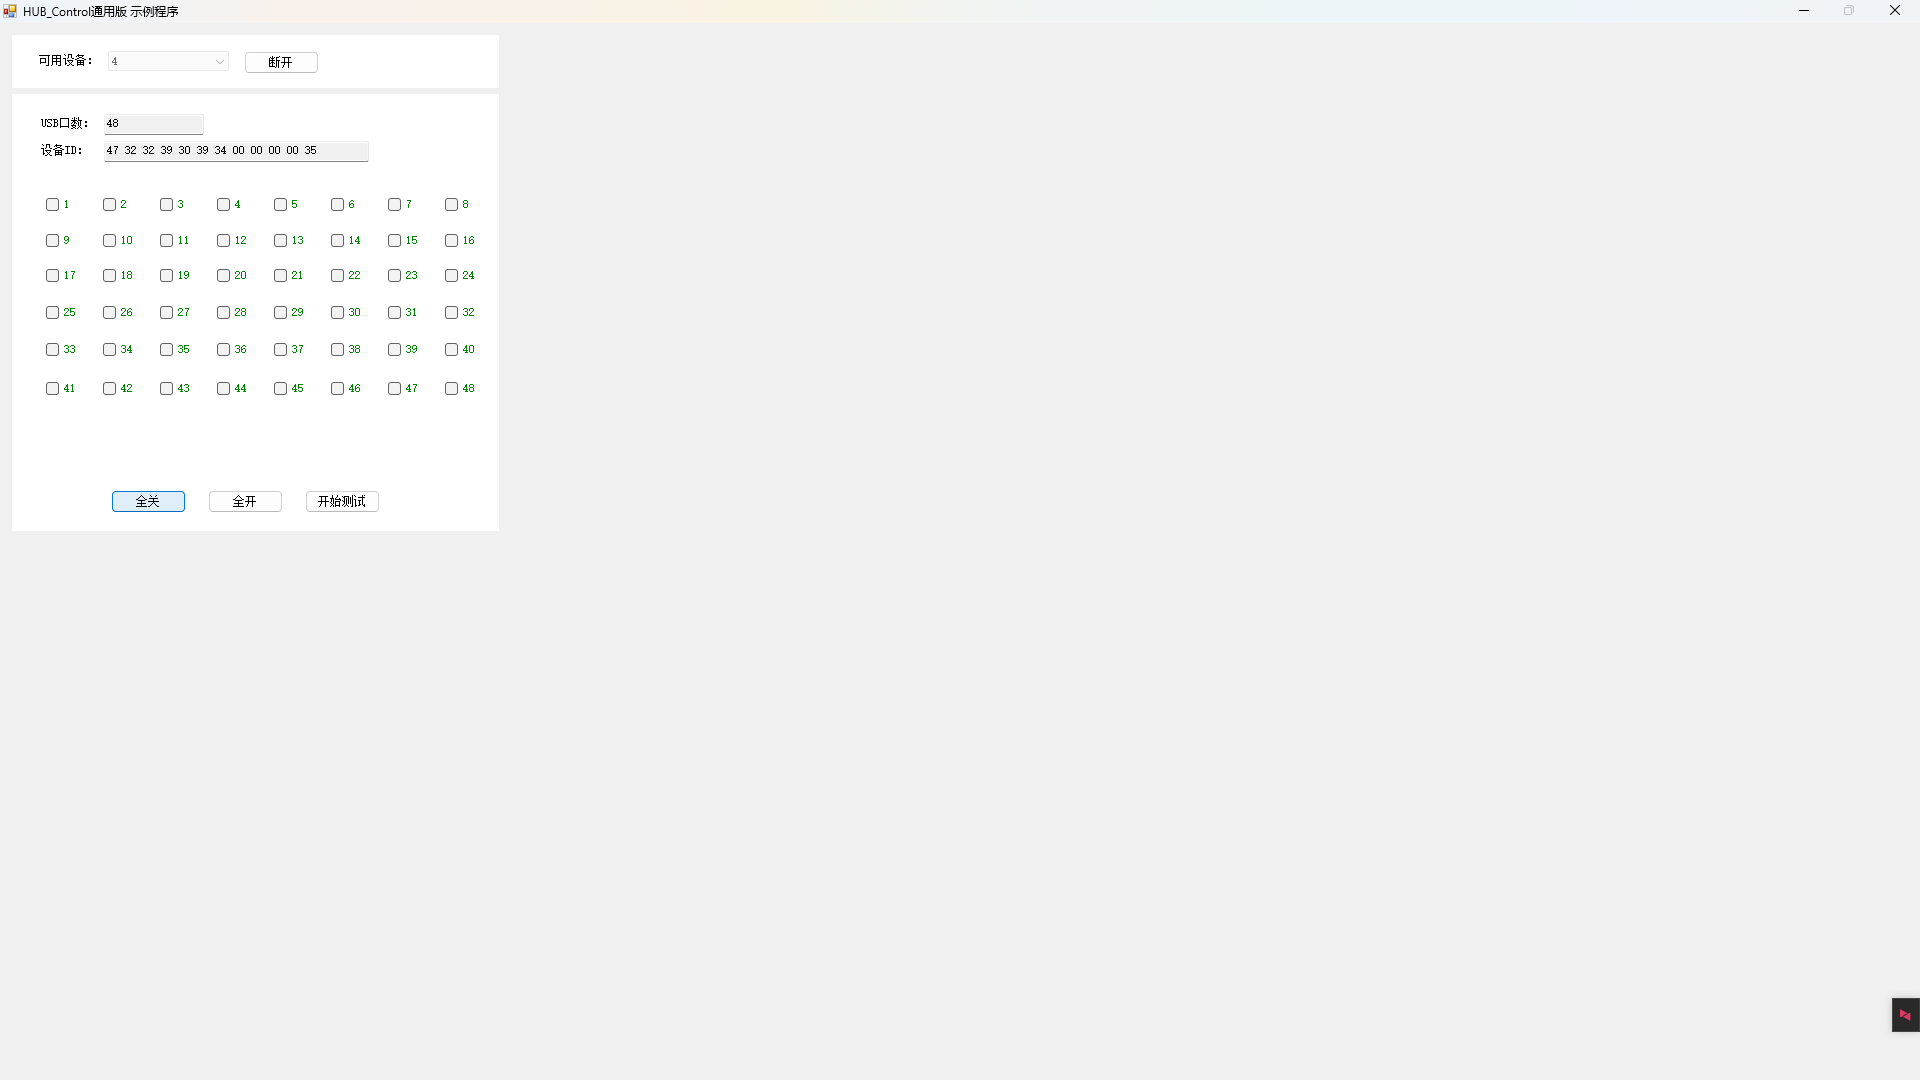 HUB_Control通用版 示例程序
可用设备: 4 断开
USB口数: 48
设备ID: 47 32 32 39 30 39 34 00 00 00 00 35
1 2 3 4 5 6 7 8
9 10 11 12 13 14 15 16
17 18 19 20 21 22 23 24
25 26 27 28 29 30 31 32
33 34 35 36 37 38 39 40
41 42 43 44 45 46 47 48
全关 全开 开始测试